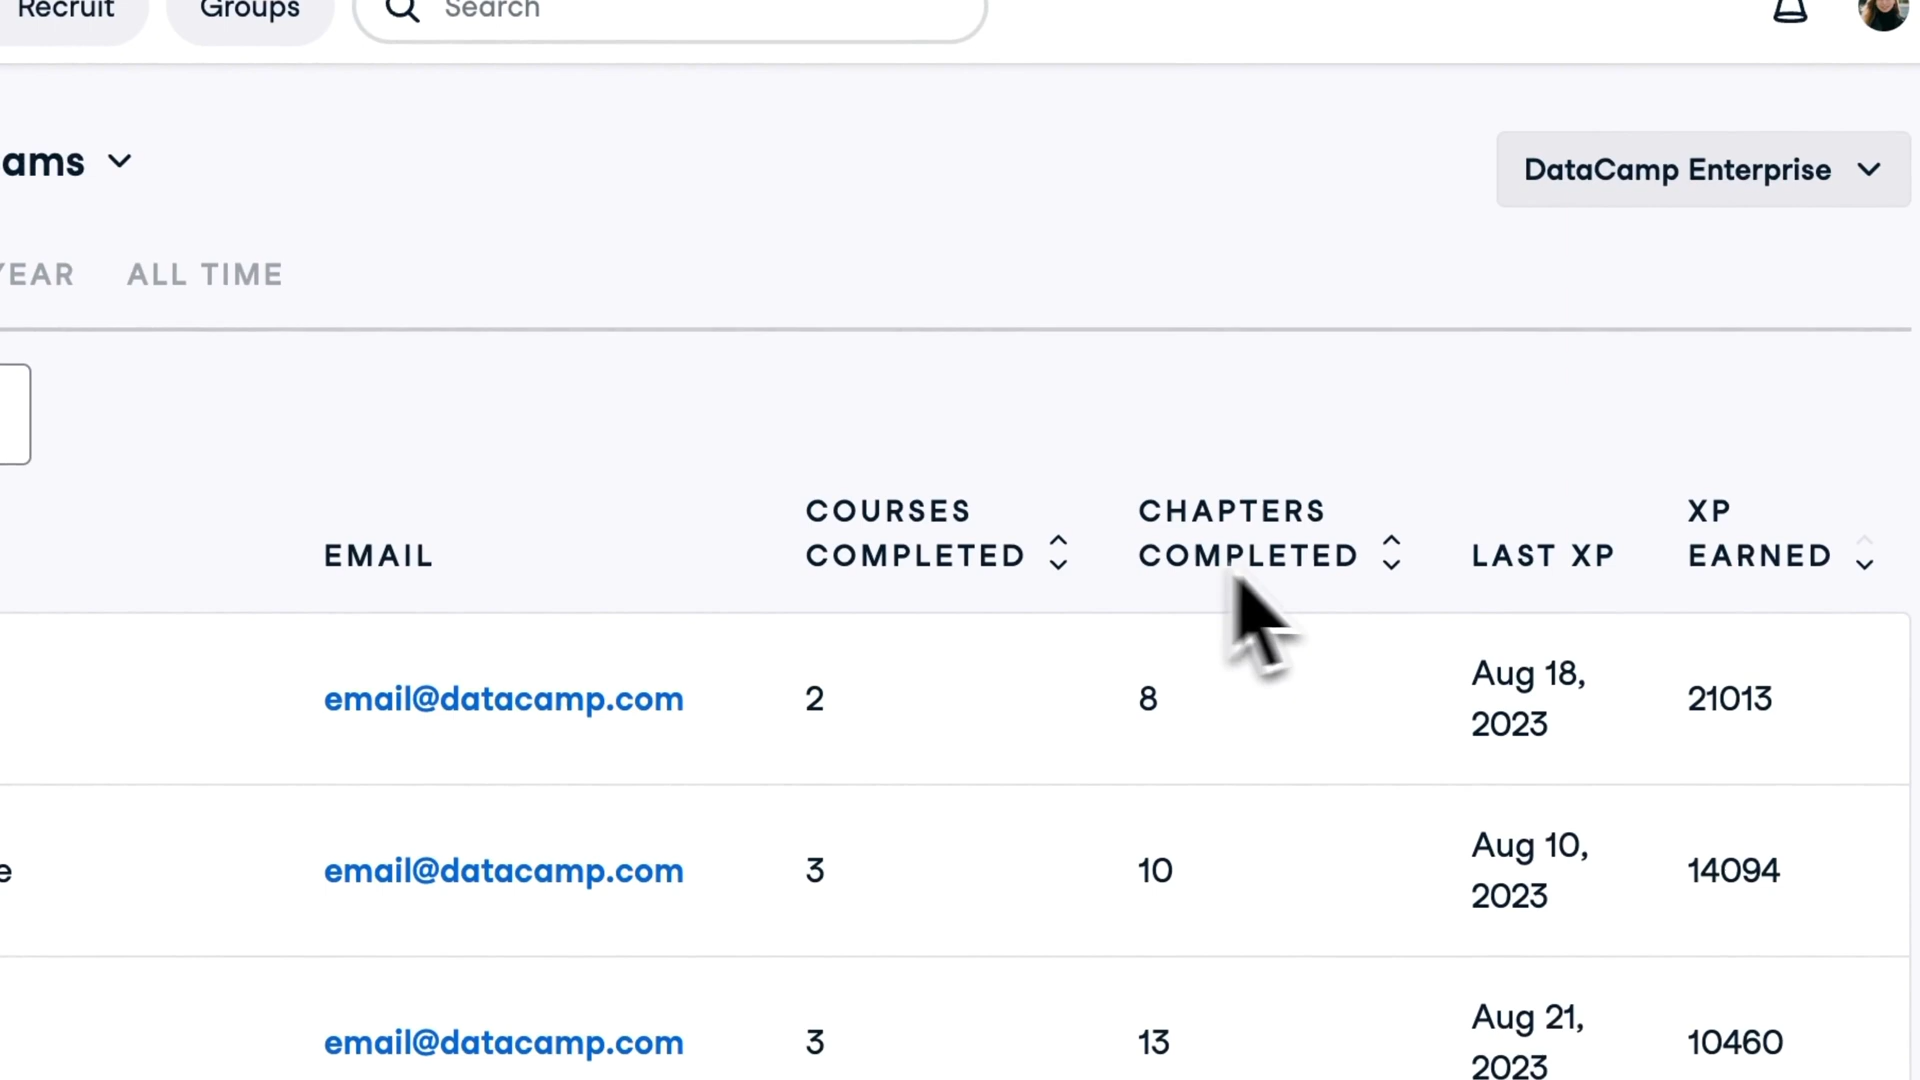 Recruit
Groups
Search
ams
DataCamp Enterprise
YEAR
ALL TIME
EMAIL
COURSES
COMPLETED
CHAPTERS
COMPLETED
LAST XP
XP
EARNED
email@datacamp.com
2
8
Aug 18,
2023
21013
e
email@datacamp.com
3
10
Aug 10,
2023
14094
email@datacamp.com
3
13
Aug 21,
2023
10460